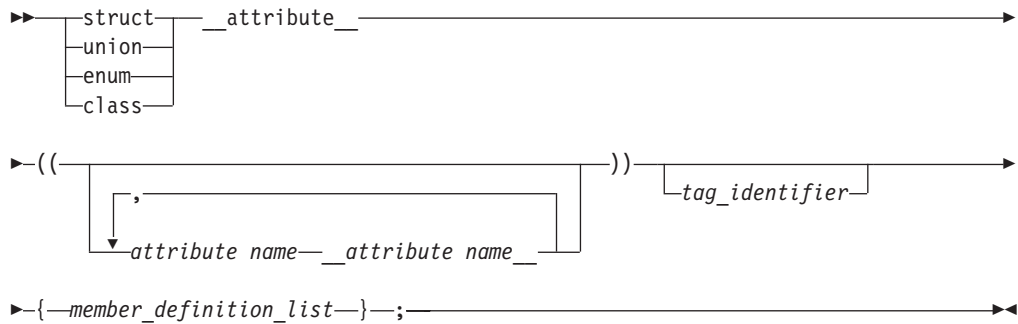 struct __attribute__
union
enum
class
(( ))
tag_identifier
,
attribute name __attribute name__
{ member_definition_list } ;